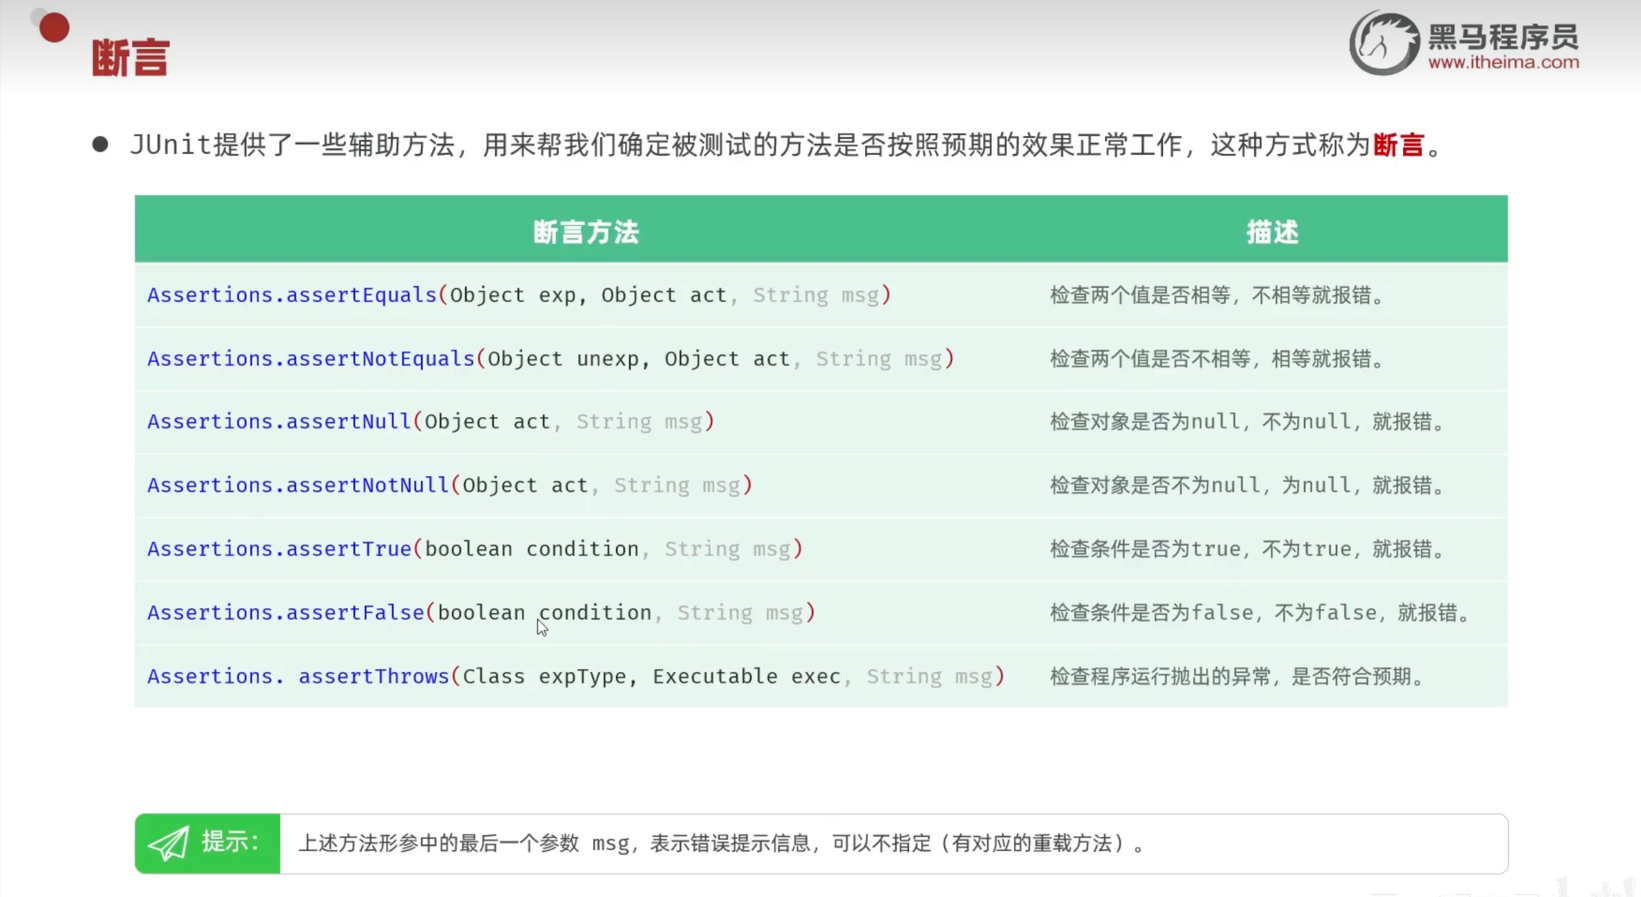 断言
黑马程序员
www.itheima.com
JUnit提供了一些辅助方法，用来帮我们确定被测试的方法是否按照预期的效果正常工作，这种方式称为断言。
断言方法 描述
Assertions.assertEquals(Object exp, Object act, String msg) 检查两个值是否相等，不相等就报错。
Assertions.assertNotEquals(Object unexp, Object act, String msg) 检查两个值是否不相等，相等就报错。
Assertions.assertNull(Object act, String msg) 检查对象是否为null，不为null，就报错。
Assertions.assertNotNull(Object act, String msg) 检查对象是否不为null，为null，就报错。
Assertions.assertTrue(boolean condition, String msg) 检查条件是否为true，不为true，就报错。
Assertions.assertFalse(boolean condition, String msg) 检查条件是否为false，不为false，就报错。
Assertions. assertThrows(Class expType, Executable exec, String msg) 检查程序运行抛出的异常，是否符合预期。
提示： 上述方法形参中的最后一个参数 msg，表示错误提示信息，可以不指定（有对应的重载方法）。